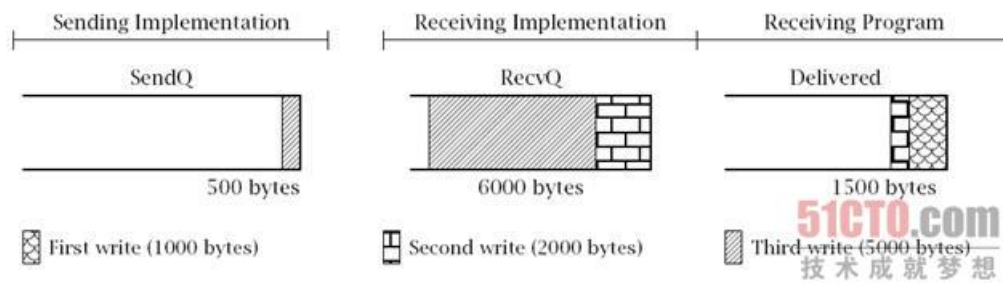 Sending Implementation
Receiving Implementation
Receiving Program
SendQ
RecvQ
Delivered
500 bytes
6000 bytes
1500 bytes
First write (1000 bytes)
Second write (2000 bytes)
Third write (5000 bytes)
51CTO.com
技术成就梦想